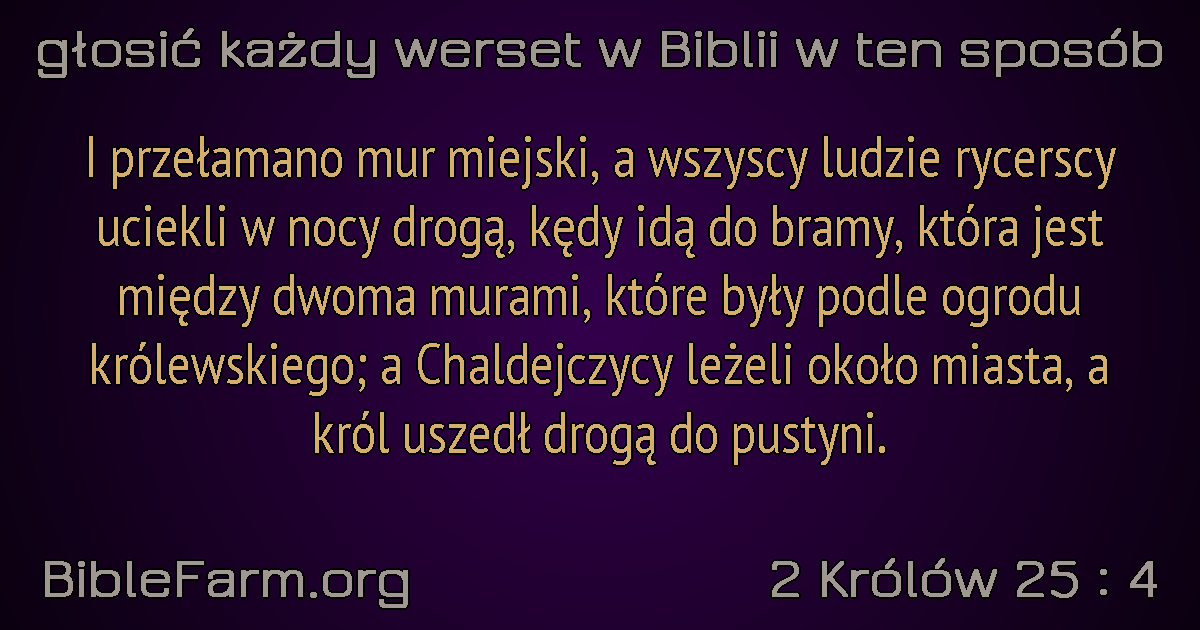 głosić każdy werset w Biblii w ten sposób
I przełamano mur miejski, a wszyscy ludzie rycerscy
uciekli w nocy drogą, kędy idą do bramy, która jest
między dwoma murami, które były podle ogrodu
królewskiego; a Chaldejczycy leżeli około miasta, a
król uszedł drogą do pustyni.
BibleFarm.org
2 Królów 25 : 4